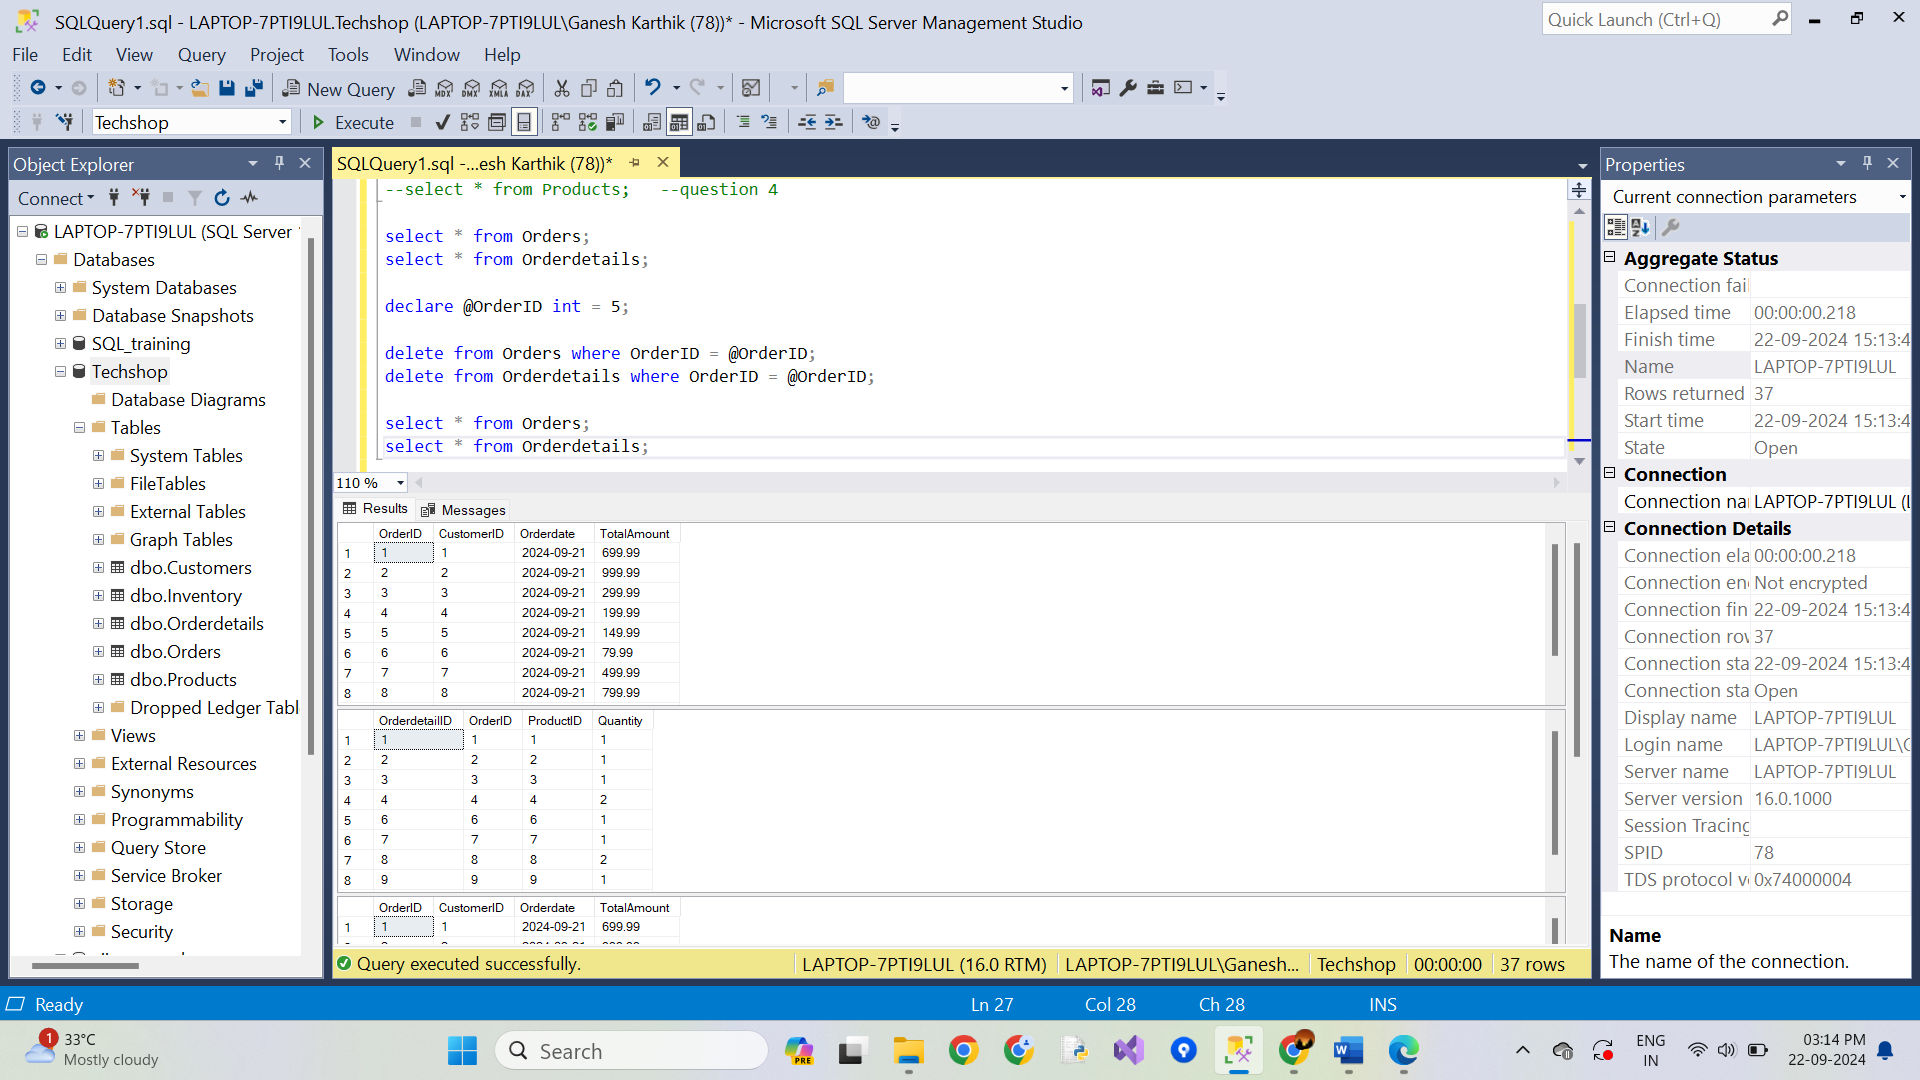 SQLQuery1.sql - LAPTOP-7PTI9LUL.Techshop (LAPTOP-7PTI9LUL\Ganesh Karthik (78))* - Microsoft SQL Server Management Studio
Quick Launch (Ctrl+Q)
File Edit View Query Project Tools Window Help
New Query
MDX DMX XMLA DAX
Techshop
Execute
Object Explorer
Connect
LAPTOP-7PTI9LUL (SQL Server
Databases
System Databases
Database Snapshots
SQL_training
Techshop
Database Diagrams
Tables
System Tables
FileTables
External Tables
Graph Tables
dbo.Customers
dbo.Inventory
dbo.Orderdetails
dbo.Orders
dbo.Products
Dropped Ledger Tabl
Views
External Resources
Synonyms
Programmability
Query Store
Service Broker
Storage
Security
SQLQuery1.sql -...esh Karthik (78))*
--select * from Products;   --question 4
select * from Orders;
select * from Orderdetails;
declare @OrderID int = 5;
delete from Orders where OrderID = @OrderID;
delete from Orderdetails where OrderID = @OrderID;
select * from Orders;
select * from Orderdetails;
110 %
Results Messages
OrderID CustomerID Orderdate TotalAmount
1 1 1 2024-09-21 699.99
2 2 2 2024-09-21 999.99
3 3 3 2024-09-21 299.99
4 4 4 2024-09-21 199.99
5 5 5 2024-09-21 149.99
6 6 6 2024-09-21 79.99
7 7 7 2024-09-21 499.99
8 8 8 2024-09-21 799.99
OrderdetailID OrderID ProductID Quantity
1 1 1 1 1
2 2 2 2 1
3 3 3 3 1
4 4 4 4 2
5 6 6 6 1
6 7 7 7 1
7 8 8 8 2
8 9 9 9 1
OrderID CustomerID Orderdate TotalAmount
1 1 1 2024-09-21 699.99
Query executed successfully.
LAPTOP-7PTI9LUL (16.0 RTM) LAPTOP-7PTI9LUL\Ganesh... Techshop 00:00:00 37 rows
Properties
Current connection parameters
Aggregate Status
Connection fail
Elapsed time 00:00:00.218
Finish time 22-09-2024 15:13:4
Name LAPTOP-7PTI9LUL
Rows returned 37
Start time 22-09-2024 15:13:4
State Open
Connection
Connection nai LAPTOP-7PTI9LUL (L
Connection Details
Connection ela 00:00:00.218
Connection en Not encrypted
Connection fin 22-09-2024 15:13:4
Connection rov 37
Connection sta 22-09-2024 15:13:4
Connection sta Open
Display name LAPTOP-7PTI9LUL
Login name LAPTOP-7PTI9LUL\G
Server name LAPTOP-7PTI9LUL
Server version 16.0.1000
Session Tracing
SPID 78
TDS protocol ve 0x74000004
Name
The name of the connection.
Ready
Ln 27 Col 28 Ch 28 INS
1
33°C
Mostly cloudy
Search
PRE
ENG
IN
03:14 PM
22-09-2024